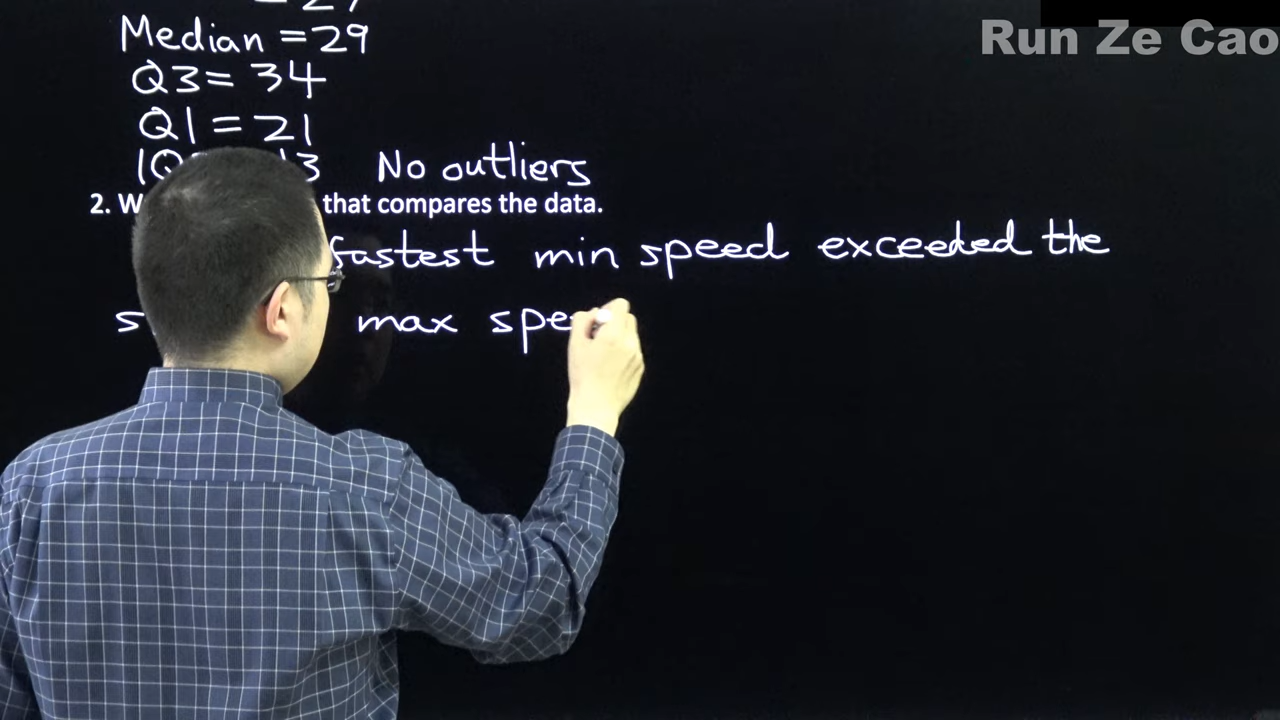 = 27
Median = 29
Run Ze Cao
Q3 = 34
Q1 = 21
No outliers
2. that compares the data.
fastest min speed exceeded the
max